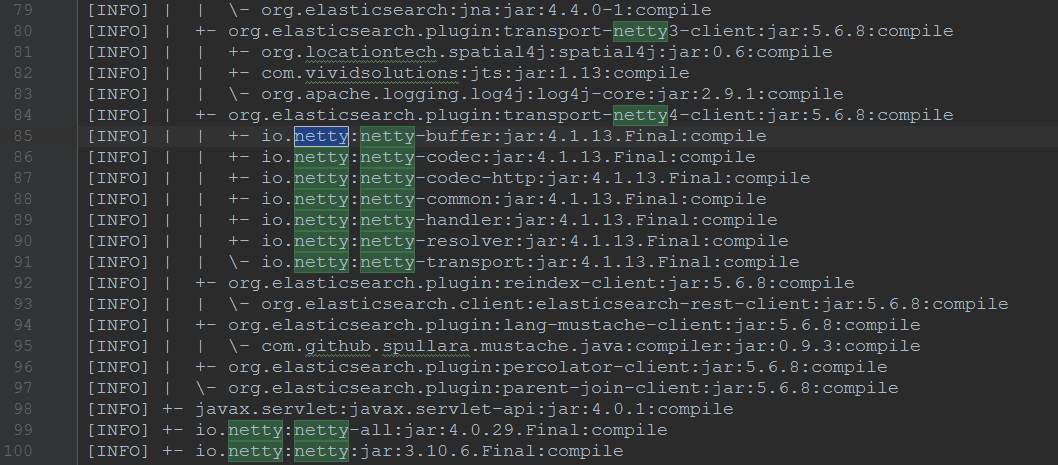 79 [INFO] |  |  \- org.elasticsearch:jna:jar:4.4.0-1:compile
80 [INFO] |  +- org.elasticsearch.plugin:transport-netty3-client:jar:5.6.8:compile
81 [INFO] |  |  +- org.locationtech.spatial4j:spatial4j:jar:0.6:compile
82 [INFO] |  |  +- com.vividsolutions:jts:jar:1.13:compile
83 [INFO] |  |  \- org.apache.logging.log4j:log4j-core:jar:2.9.1:compile
84 [INFO] |  +- org.elasticsearch.plugin:transport-netty4-client:jar:5.6.8:compile
85 [INFO] |  |  +- io.netty:netty-buffer:jar:4.1.13.Final:compile
86 [INFO] |  |  +- io.netty:netty-codec:jar:4.1.13.Final:compile
87 [INFO] |  |  +- io.netty:netty-codec-http:jar:4.1.13.Final:compile
88 [INFO] |  |  +- io.netty:netty-common:jar:4.1.13.Final:compile
89 [INFO] |  |  +- io.netty:netty-handler:jar:4.1.13.Final:compile
90 [INFO] |  |  +- io.netty:netty-resolver:jar:4.1.13.Final:compile
91 [INFO] |  |  \- io.netty:netty-transport:jar:4.1.13.Final:compile
92 [INFO] |  +- org.elasticsearch.plugin:reindex-client:jar:5.6.8:compile
93 [INFO] |  |  \- org.elasticsearch.client:elasticsearch-rest-client:jar:5.6.8:compile
94 [INFO] |  +- org.elasticsearch.plugin:lang-mustache-client:jar:5.6.8:compile
95 [INFO] |  |  \- com.github.spullara.mustache.java:compiler:jar:0.9.3:compile
96 [INFO] |  +- org.elasticsearch.plugin:percolator-client:jar:5.6.8:compile
97 [INFO] |  \- org.elasticsearch.plugin:parent-join-client:jar:5.6.8:compile
98 [INFO] +- javax.servlet:javax.servlet-api:jar:4.0.1:compile
99 [INFO] +- io.netty:netty-all:jar:4.0.29.Final:compile
100 [INFO] +- io.netty:netty:jar:3.10.6.Final:compile